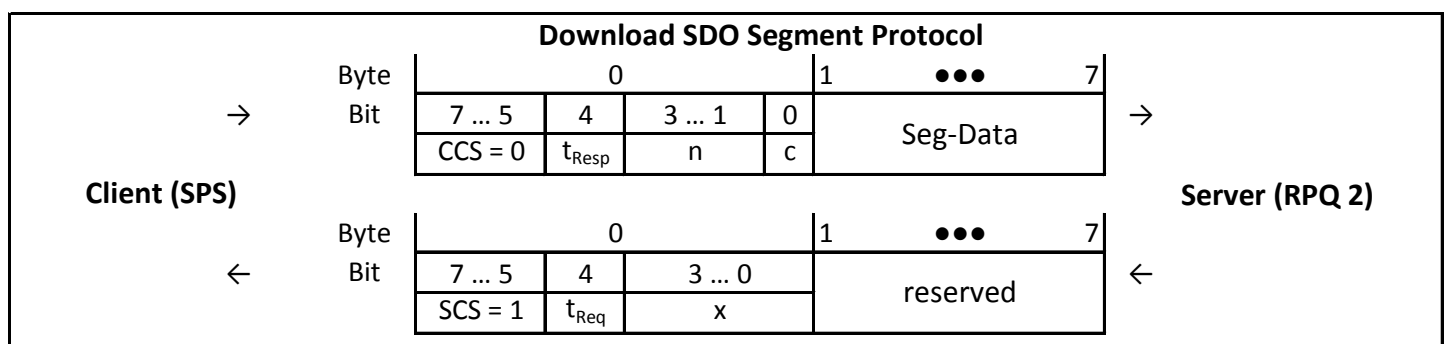 Download SDO Segment Protocol
Byte 0 1 ●●● 7
→ Bit 7 ... 5 4 3 ... 1 0 Seg-Data →
CCS = 0 tResp n c
Client (SPS) Server (RPQ 2)
Byte 0 1 ●●● 7
← Bit 7 ... 5 4 3 ... 0 reserved ←
SCS = 1 tReq x